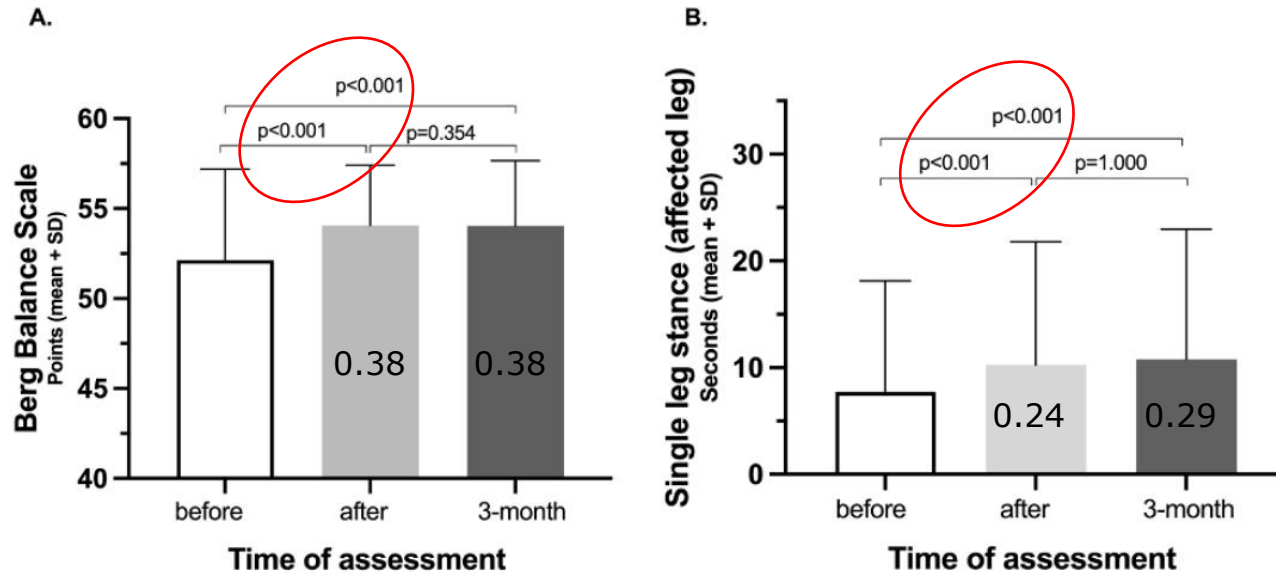 A.
p<0.001
p<0.001
p=0.354
60
55
50
45
40
Berg Balance Scale
Points (mean + SD)
0.38
0.38
before
after
3-month
Time of assessment
B.
p<0.001
p<0.001
p=1.000
30
20
10
0
Single leg stance (affected leg)
Seconds (mean + SD)
0.24
0.29
before
after
3-month
Time of assessment